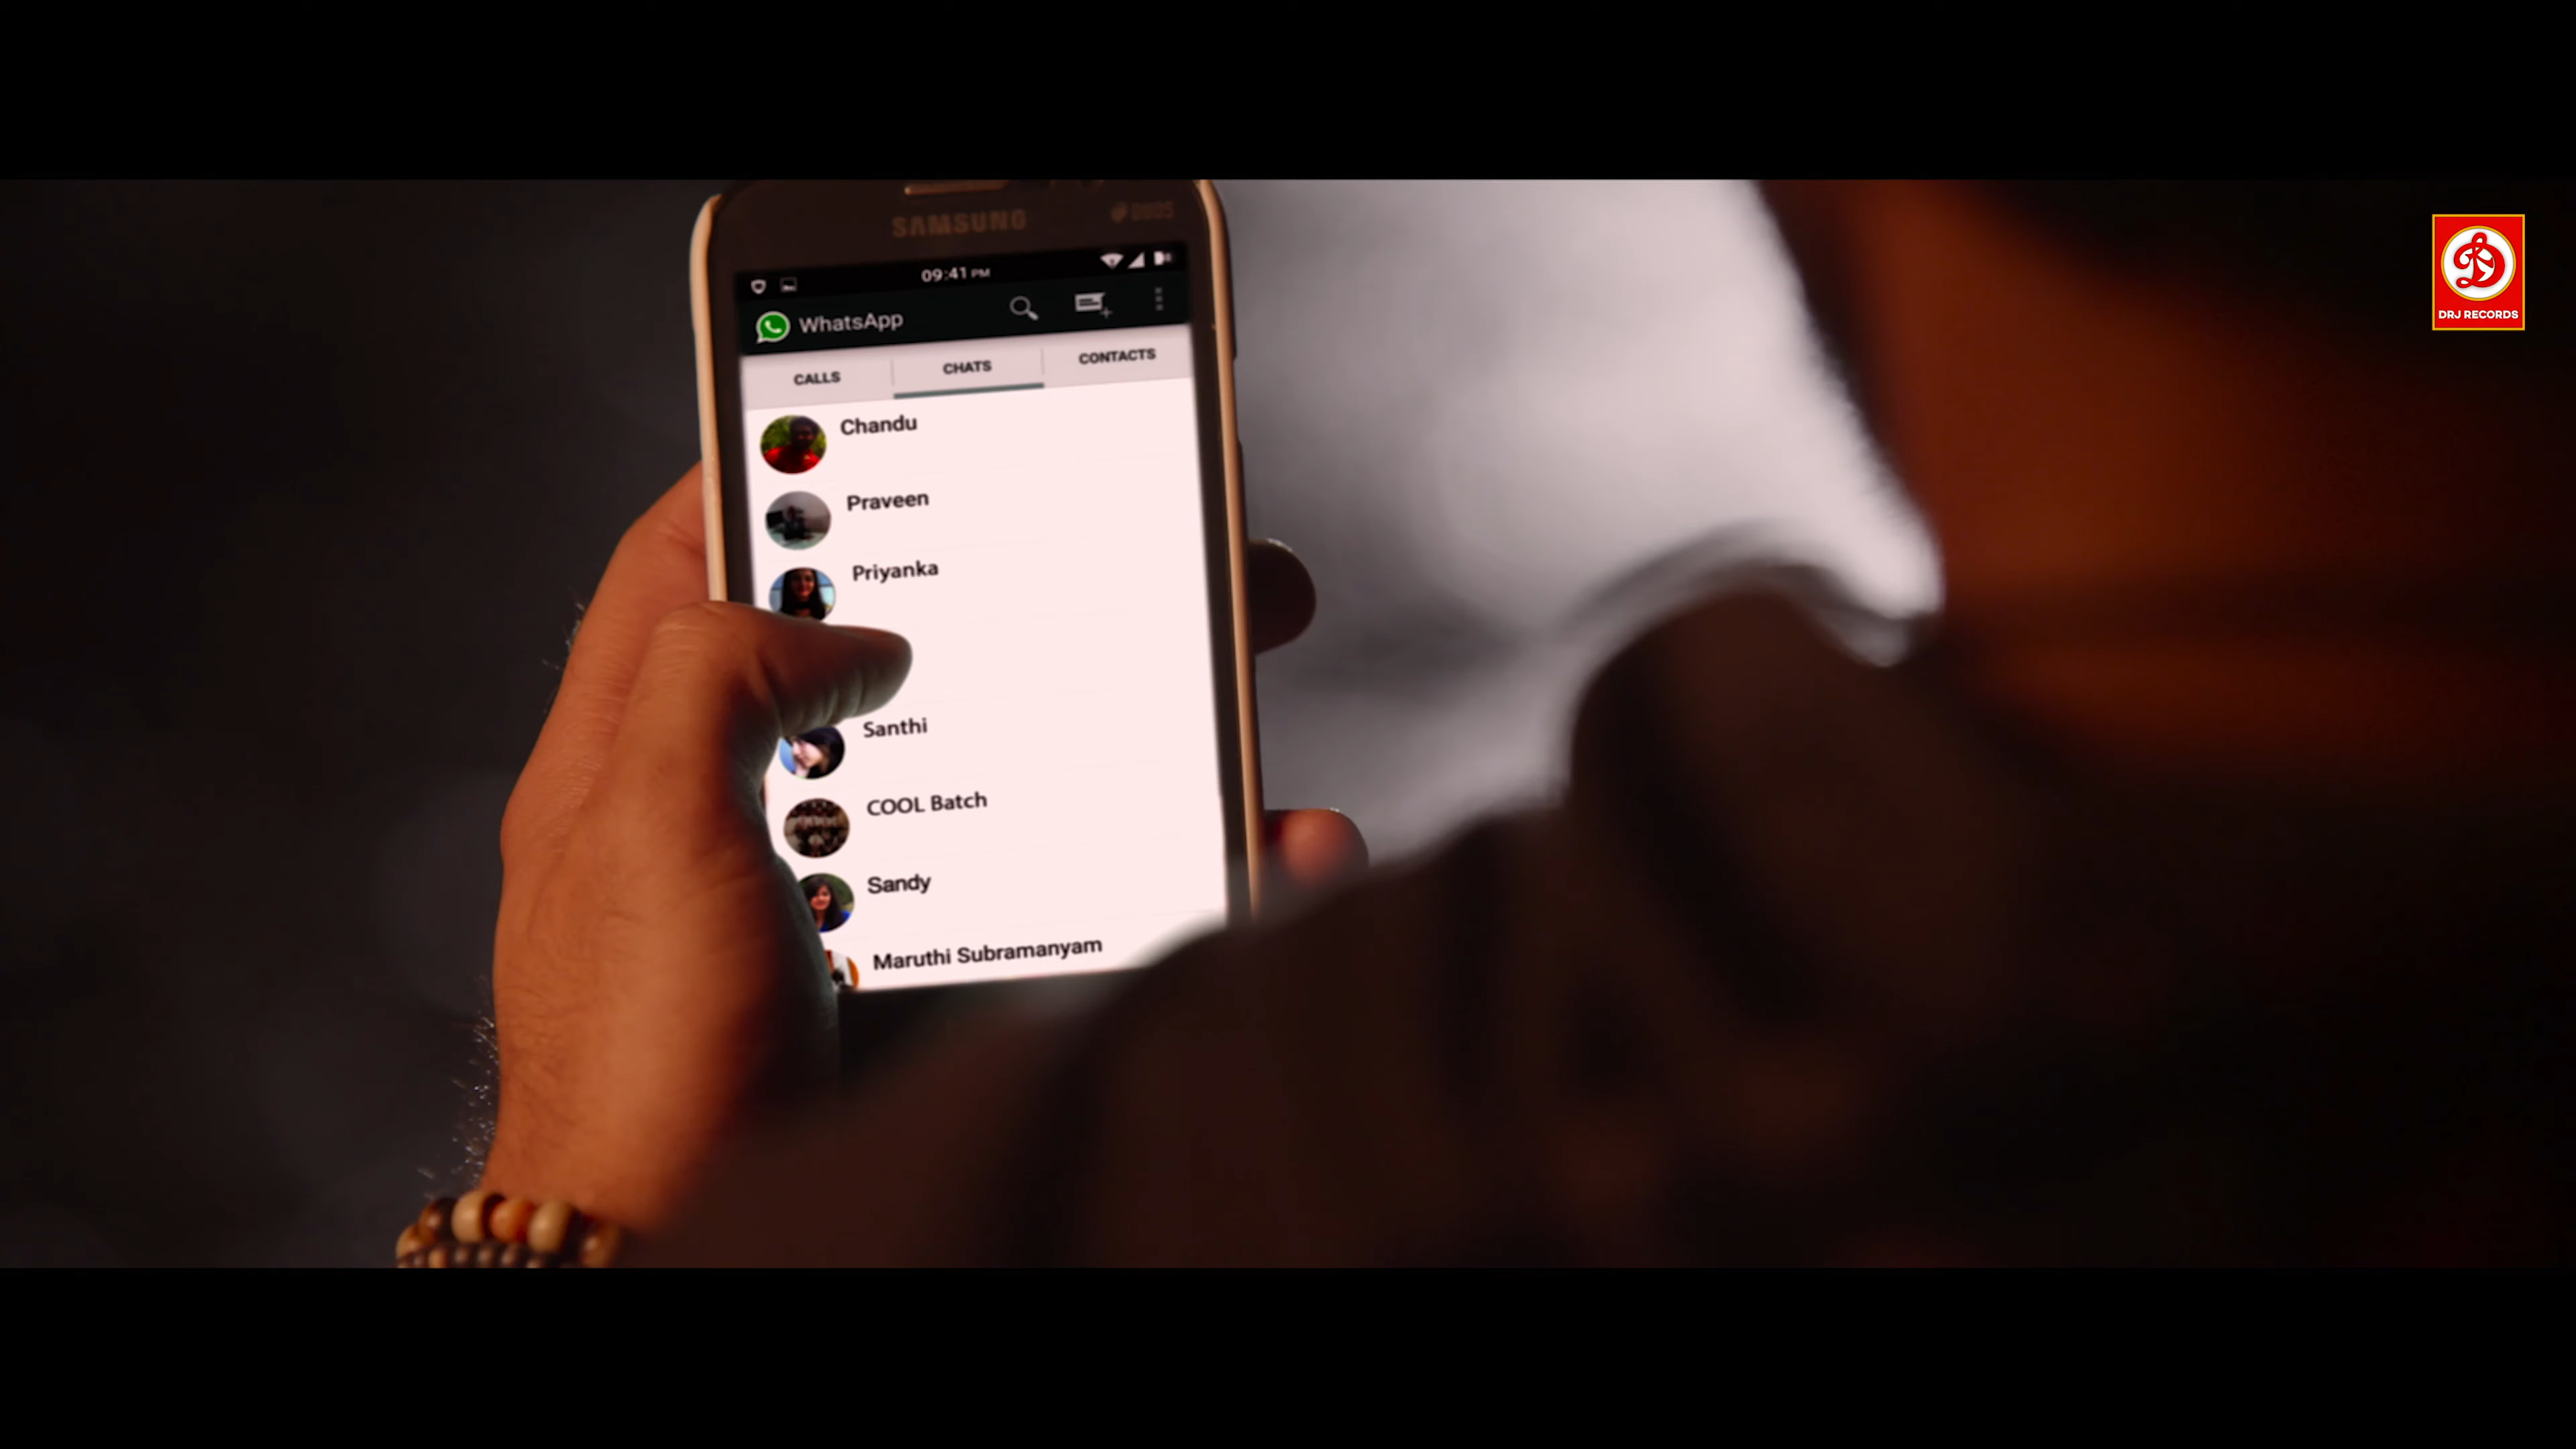 SAMSUNG
DUOS
09:41 PM
WhatsApp
CALLS
CHATS
CONTACTS
Chandu
Praveen
Priyanka
Santhi
COOL Batch
Sandy
Maruthi Subramanyam
DRJ RECORDS